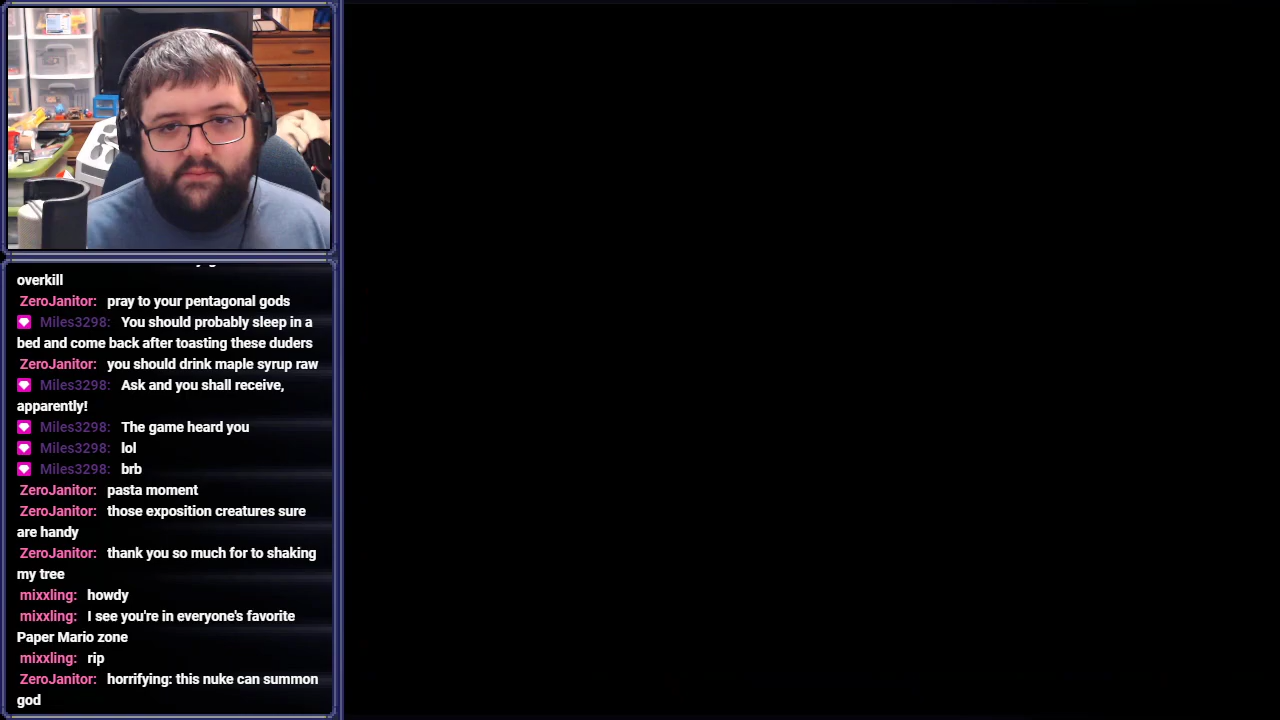 overkill
ZeroJanitor: pray to your pentagonal gods
Miles3298: You should probably sleep in a
bed and come back after toasting these duders
ZeroJanitor: you should drink maple syrup raw
Miles3298: Ask and you shall receive,
apparently!
Miles3298: The game heard you
Miles3298: lol
Miles3298: brb
ZeroJanitor: pasta moment
ZeroJanitor: those exposition creatures sure
are handy
ZeroJanitor: thank you so much for to shaking
my tree
mixxling: howdy
mixxling: I see you're in everyone's favorite
Paper Mario zone
mixxling: rip
ZeroJanitor: horrifying: this nuke can summon
god